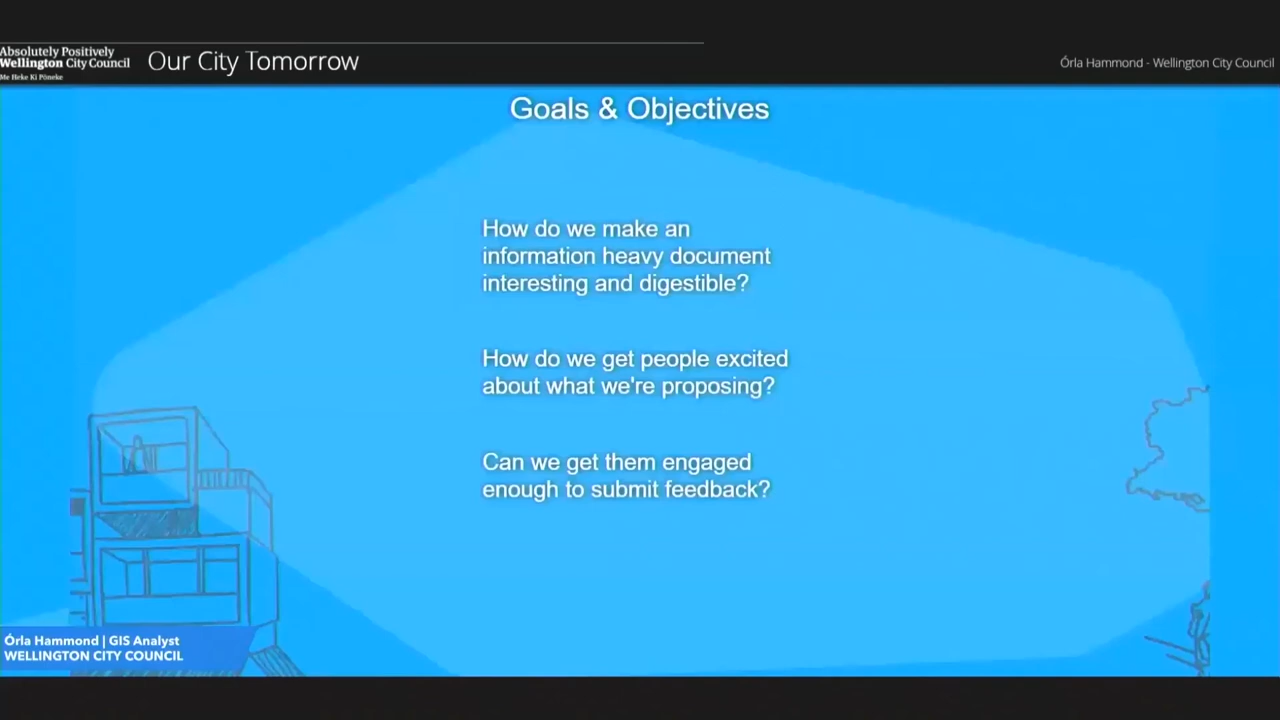 Absolutely Positively
Wellington City Council
Me Heke Ki Pōneke
Our City Tomorrow
Órla Hammond - Wellington City Council
Goals & Objectives
How do we make an
information heavy document
interesting and digestible?
How do we get people excited
about what we're proposing?
Can we get them engaged
enough to submit feedback?
Órla Hammond | GIS Analyst
WELLINGTON CITY COUNCIL